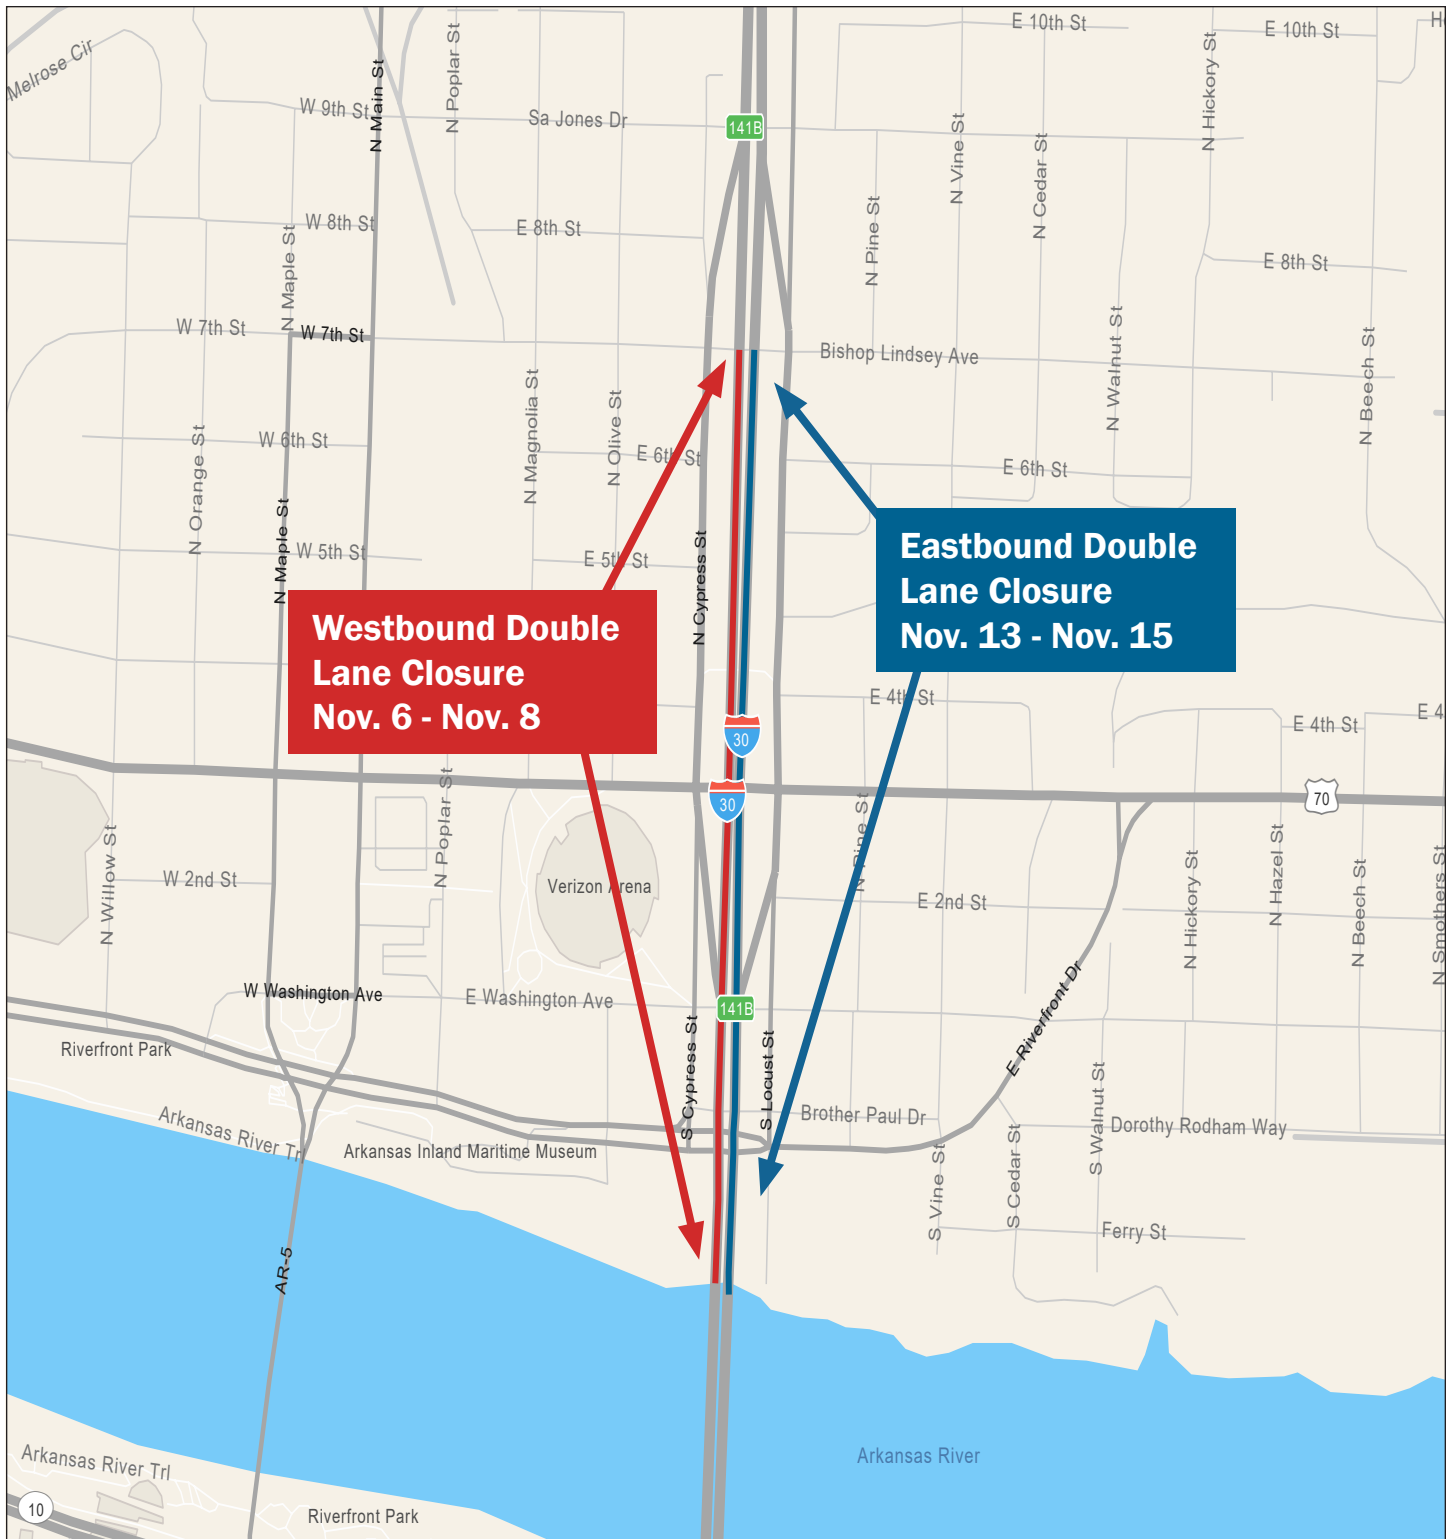 E 10th St
E 10th St
Melrose Cir
N Main St
N Poplar St
N Hickory St
W 9th St
Sa Jones Dr
141B
N Vine St
N Cedar St
N Pine St
W 8th St
E 8th St
N Maple St
E 8th St
W 7th St
W 7th St
Bishop Lindsey Ave
N Walnut St
N Beech St
N Magnolia St
N Olive St
W 6th St
E 6th St
E 6th St
N Orange St
N Maple St
W 5th St
E 5th St
N Cypress St
Eastbound Double
Lane Closure
Nov. 13 - Nov. 15
Westbound Double
Lane Closure
Nov. 6 - Nov. 8
E 4th St
E 4th St
E 4
30
30
70
N Willow St
N Poplar St
N Pine St
W 2nd St
Verizon Arena
E 2nd St
N Hickory St
N Hazel St
N Beech St
N Smothers St
W Washington Ave
E Washington Ave
141B
E Riverfront Dr
Riverfront Park
S Cypress St
S Locust St
Arkansas River Trl
Brother Paul Dr
Dorothy Rodham Way
Arkansas Inland Maritime Museum
S Vine St
S Cedar St
S Walnut St
Ferry St
AR-5
Arkansas River
Arkansas River Trl
10
Riverfront Park